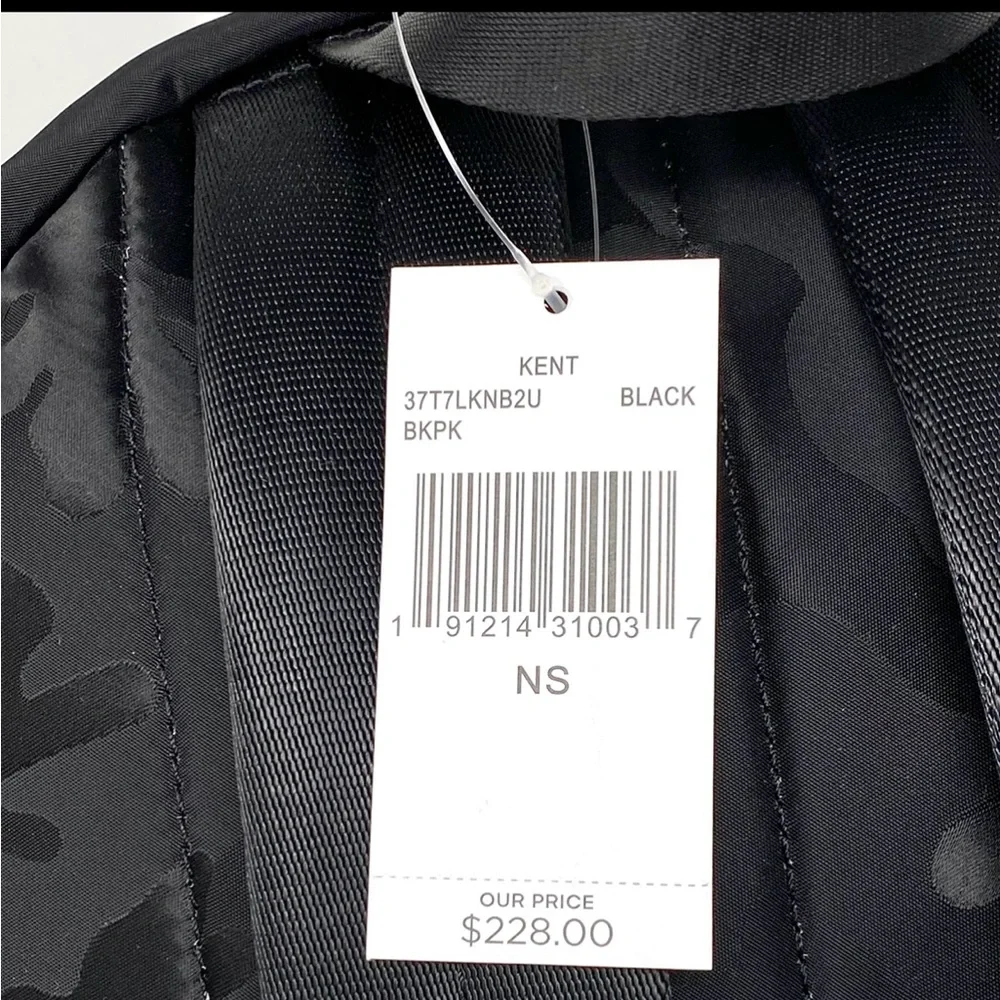 KENT
37T7LKNB2U BLACK
BKPK
1 91214 31003 7
NS
OUR PRICE
$228.00